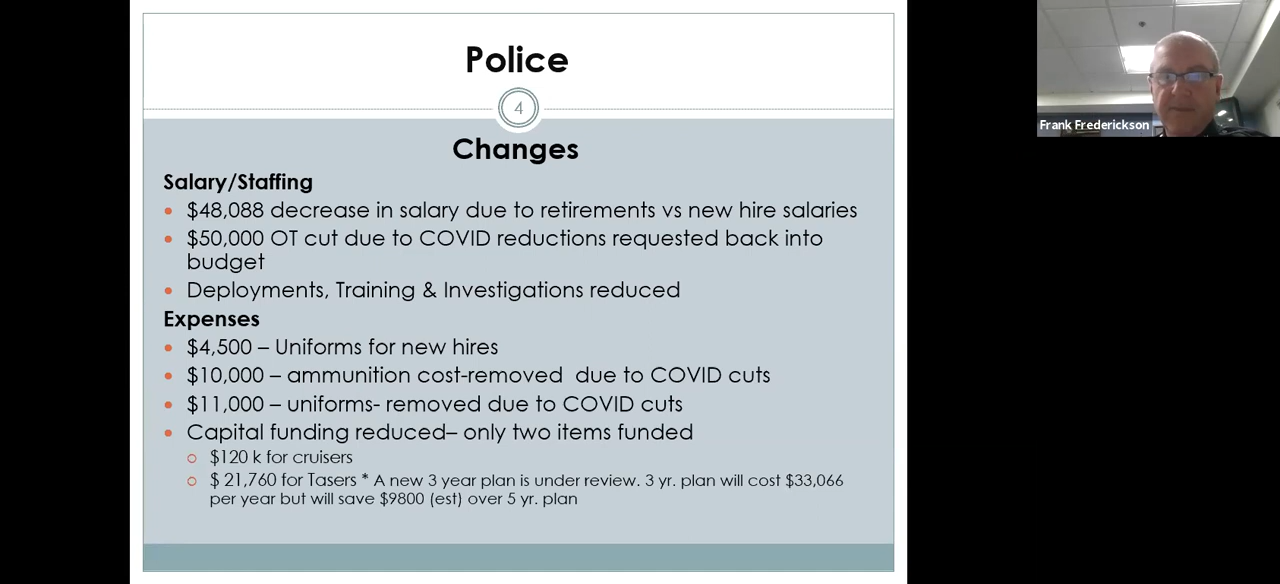 Police
4
Changes
Salary/Staffing
$48,088 decrease in salary due to retirements vs new hire salaries
$50,000 OT cut due to COVID reductions requested back into
budget
Deployments, Training & Investigations reduced
Expenses
$4,500 – Uniforms for new hires
$10,000 – ammunition cost-removed  due to COVID cuts
$11,000 – uniforms- removed due to COVID cuts
Capital funding reduced– only two items funded
$120 k for cruisers
$ 21,760 for Tasers * A new 3 year plan is under review. 3 yr. plan will cost $33,066
per year but will save $9800 (est) over 5 yr. plan
Frank Frederickson